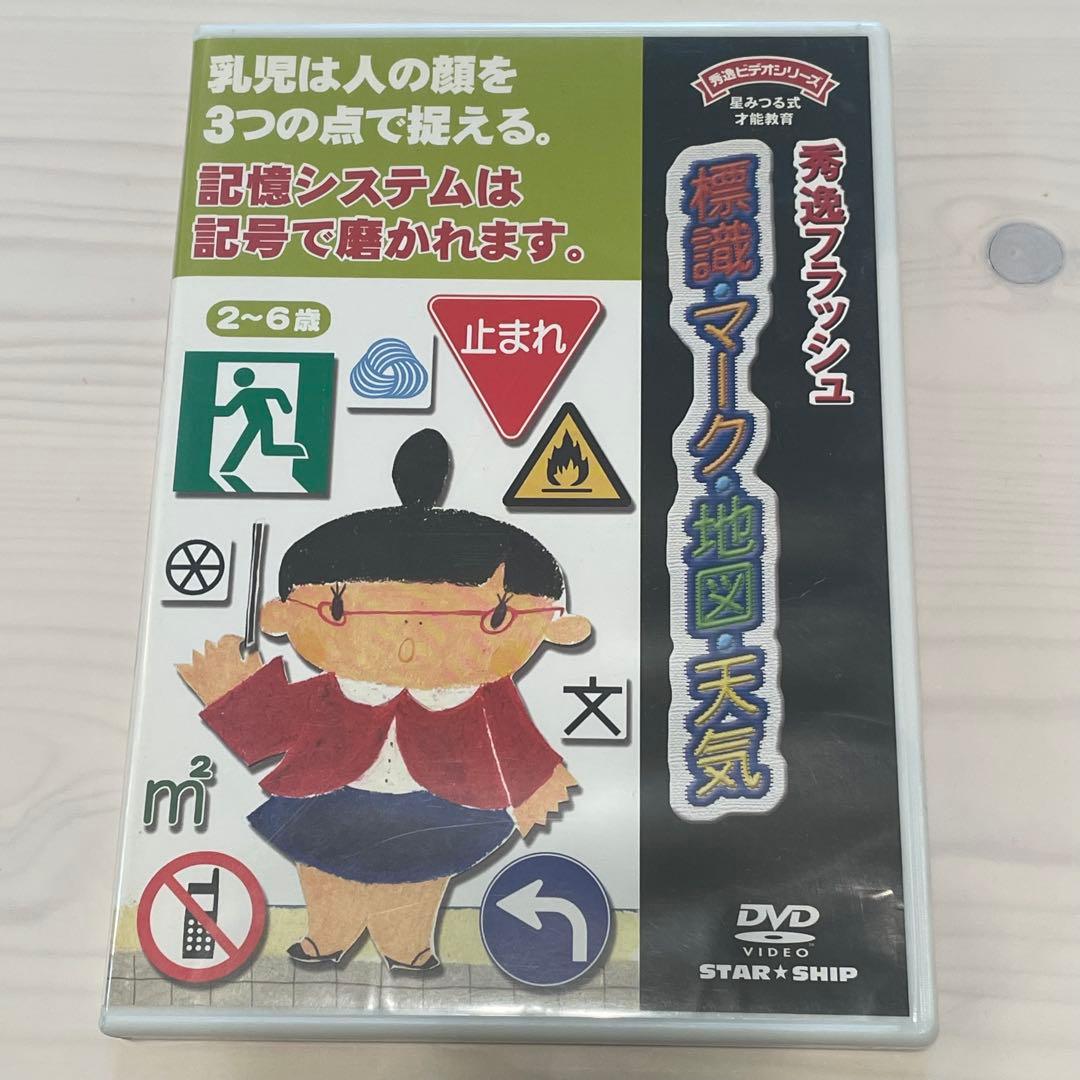 乳児は人の顔を
3つの点で捉える。
記憶システムは
記号で磨かれます。
2〜6歳
止まれ
文
m²
秀逸ビデオシリーズ
星みつる式
才能教育
秀逸フラッシュ
標識・マーク・地図・天気
DVD
VIDEO
STAR★SHIP